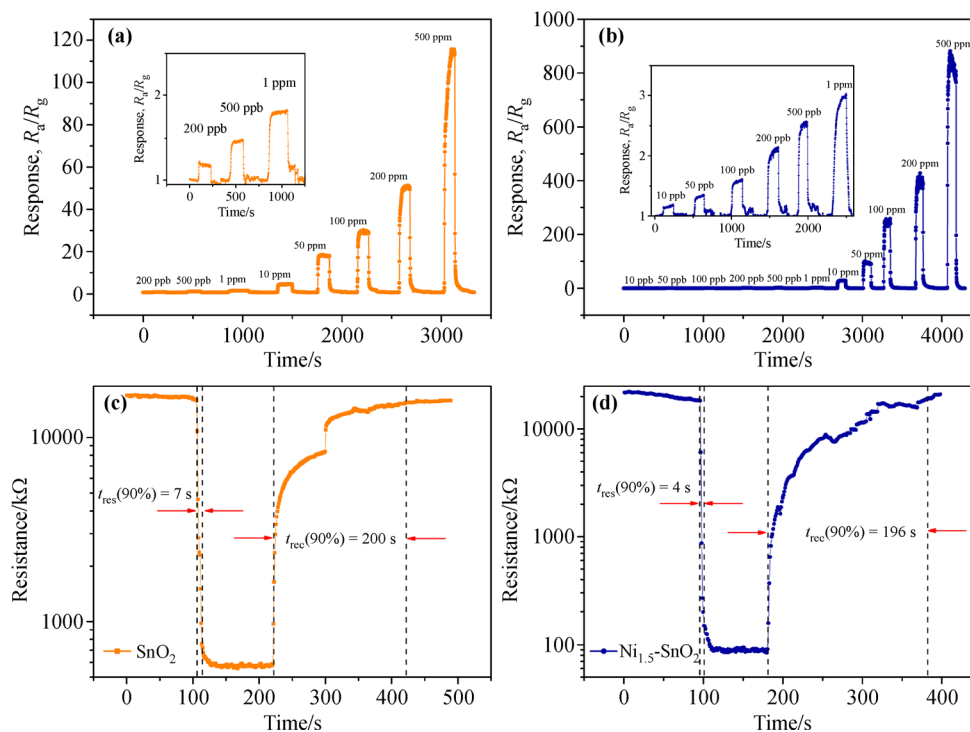 (a)
Response, Ra/Rg
120
100
80
60
40
20
0
0 1000 2000 3000
Time/s
200 ppb 500 ppb 1 ppm 10 ppm 50 ppm 100 ppm 200 ppm 500 ppm
Response, Ra/Rg
2
1
200 ppb 500 ppb 1 ppm
0 500 1000
Time/s
(b)
Response, Ra/Rg
1000
800
600
400
200
0
0 1000 2000 3000 4000
Time/s
10 ppb 50 ppb 100 ppb 200 ppb 500 ppb 1 ppm 10 ppm 50 ppm 100 ppm 200 ppm 500 ppm
Response, Ra/Rg
3
2
1
10 ppb 50 ppb 100 ppb 200 ppb 500 ppb 1 ppm
0 1000 2000
Time/s
(c)
Resistance/kΩ
10000
1000
tres(90%) = 7 s
trec(90%) = 200 s
SnO2
0 100 200 300 400 500
Time/s
(d)
Resistance/kΩ
10000
1000
100
tres(90%) = 4 s
trec(90%) = 196 s
Ni1.5-SnO2
0 100 200 300 400
Time/s